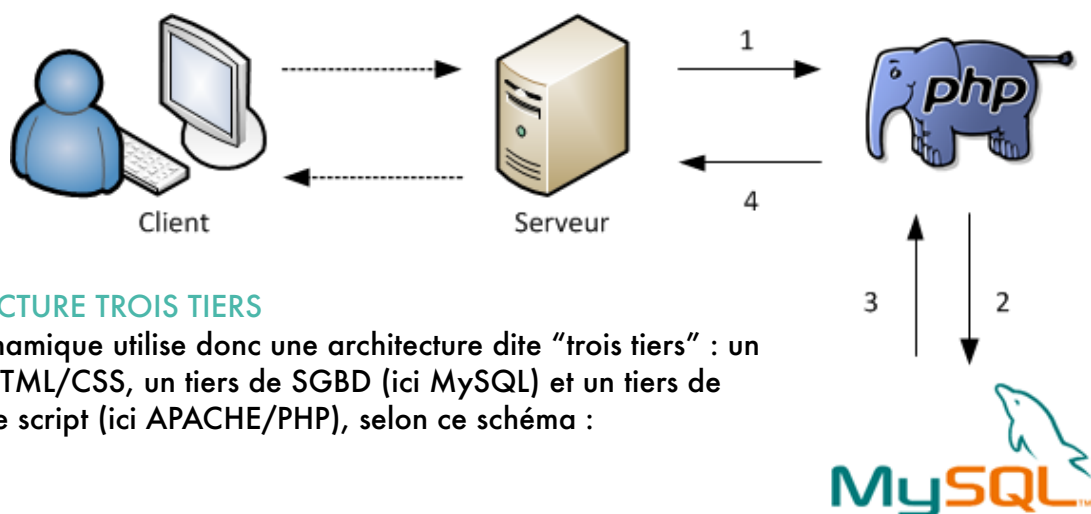 1
php
4
Client
Serveur
3
2
CTURE TROIS TIERS
namique utilise donc une architecture dite “trois tiers” : un
TML/CSS, un tiers de SGBD (ici MySQL) et un tiers de
e script (ici APACHE/PHP), selon ce schéma :
MySQL
TM